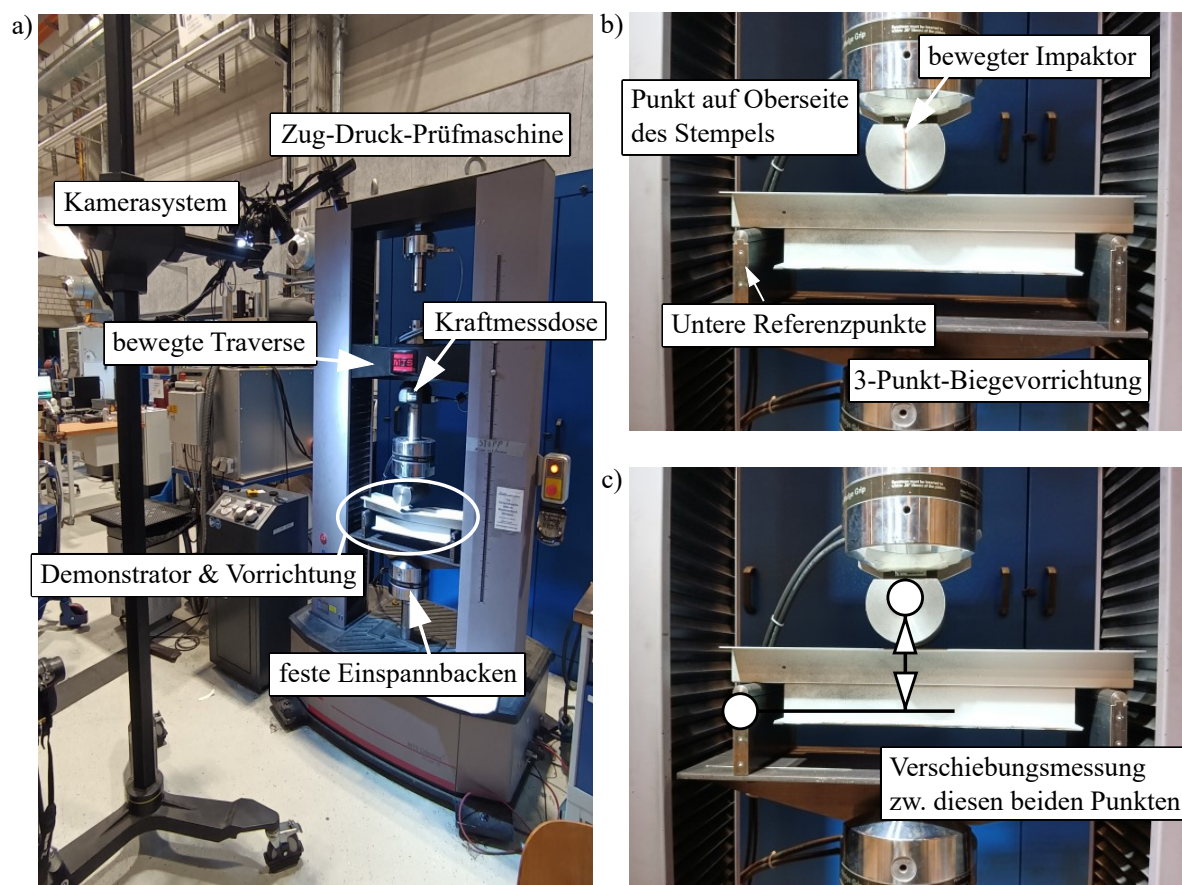 a)
Zug-Druck-Prüfmaschine
Kamerasystem
Kraftmessdose
bewegte Traverse
MTS
Demonstrator & Vorrichtung
feste Einspannbacken
b)
bewegter Impaktor
Punkt auf Oberseite
des Stempels
Untere Referenzpunkte
3-Punkt-Biegevorrichtung
c)
Verschiebungsmessung
zw. diesen beiden Punkten